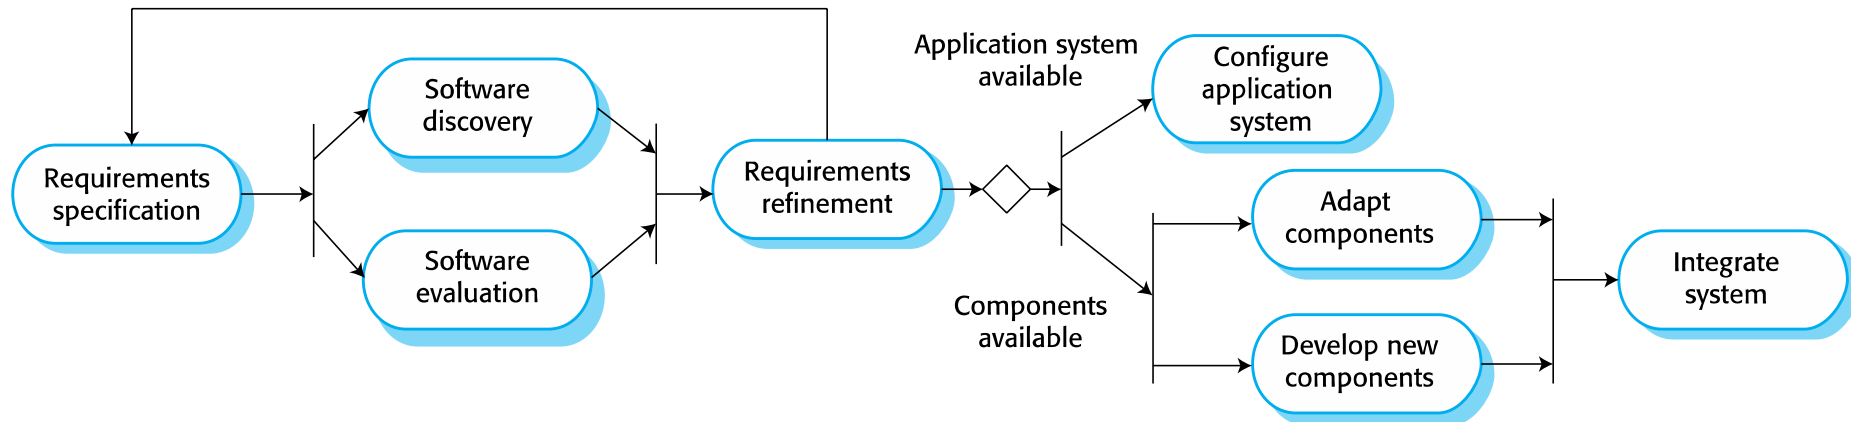 Requirements
specification
Software
discovery
Software
evaluation
Requirements
refinement
Application system
available
Components
available
Configure
application
system
Adapt
components
Develop new
components
Integrate
system